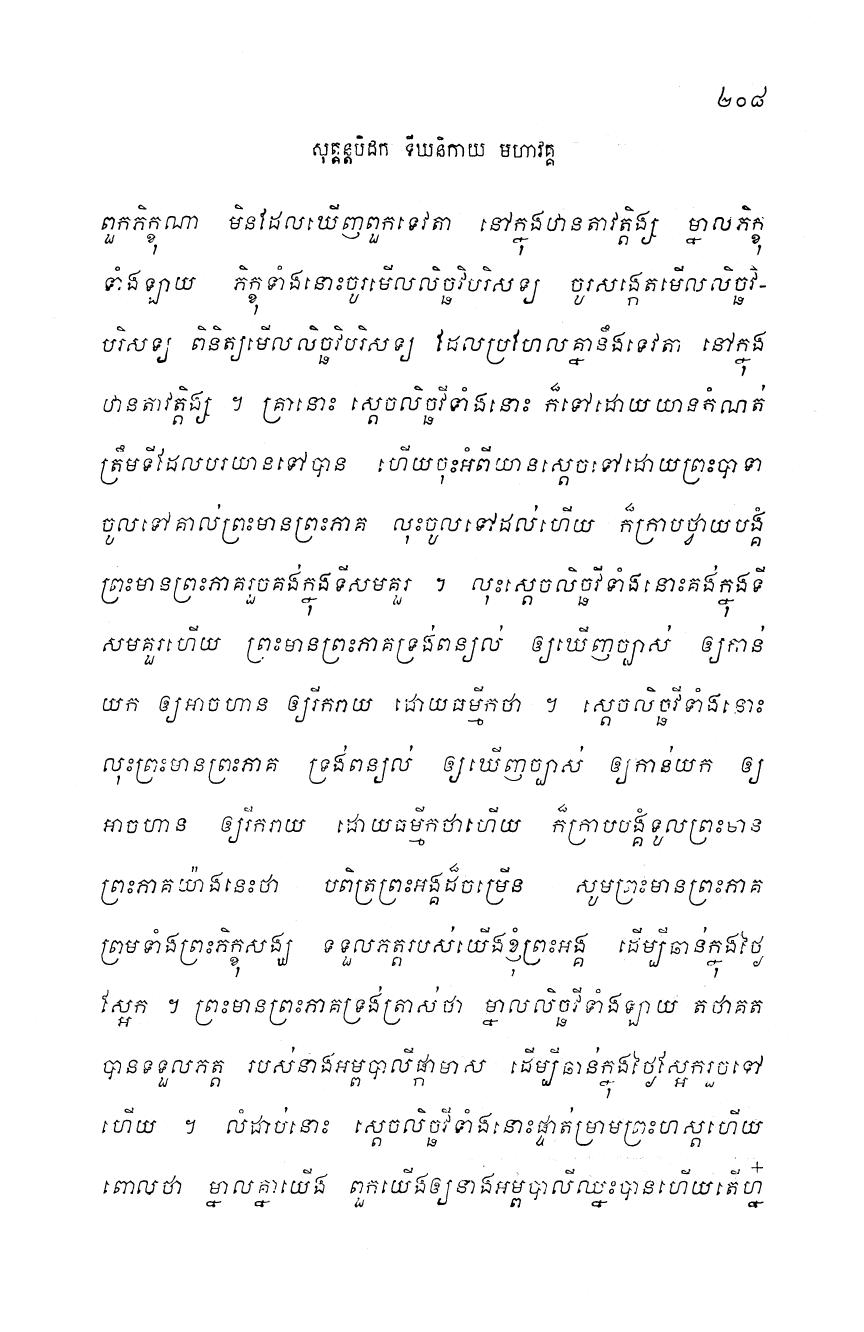 ២០៨
សុត្តន្តបិដក ទីឃនិកាយ មហាវគ្គ
ពួកភិក្ខុណា មិនដែលឃើញពួកទេវតា នៅក្នុងឋានតាវត្តិង្ស ម្នាលភិក្ខុ
ទាំងឡាយ ភិក្ខុទាំងនោះចូរមើលលិច្ឆវិបរិសទ្យ ចូរសង្កេតមើលលិច្ឆវិ-
បរិសទ្យ ពិនិត្យមើលលិច្ឆវិបរិសទ្យ ដែលប្រហែលគ្នានឹងទេវតា នៅក្នុង
ឋានតាវត្តិង្ស ។ គ្រានោះ ស្តេចលិច្ឆវីទាំងនោះ ក៏ទៅដោយយានកំណត់
ត្រឹមទីដែលបរយានទៅបាន ហើយចុះអំពីយានស្តេចទៅដោយព្រះបាទា
ចូលទៅគាល់ព្រះមានព្រះភាគ លុះចូលទៅដល់ហើយ ក៏ក្រាបថ្វាយបង្គំ
ព្រះមានព្រះភាគរួចគង់ក្នុងទីសមគួរ ។ លុះស្តេចលិច្ឆវីទាំងនោះគង់ក្នុងទី
សមគួរហើយ ព្រះមានព្រះភាគទ្រង់ពន្យល់ ឲ្យឃើញច្បាស់ ឲ្យកាន់
យក ឲ្យអាចហាន ឲ្យរីករាយ ដោយធម្មីកថា ។ ស្តេចលិច្ឆវីទាំងនោះ
លុះព្រះមានព្រះភាគ ទ្រង់ពន្យល់ ឲ្យឃើញច្បាស់ ឲ្យកាន់យក ឲ្យ
អាចហាន ឲ្យរីករាយ ដោយធម្មីកថាហើយ ក៏ក្រាបបង្គំទូលព្រះមាន
ព្រះភាគយ៉ាងនេះថា បពិត្រព្រះអង្គដ៏ចម្រើន សូមព្រះមានព្រះភាគ
ព្រមទាំងព្រះភិក្ខុសង្ឃ ទទួលភត្តរបស់យើងខ្ញុំព្រះអង្គ ដើម្បីឆាន់ក្នុងថ្ងៃ
ស្អែក ។ ព្រះមានព្រះភាគទ្រង់ត្រាស់ថា ម្នាលលិច្ឆវីទាំងឡាយ តថាគត
បានទទួលភត្ត របស់នាងអម្ពបាលីផ្កាមាស ដើម្បីឆាន់ក្នុងថ្ងៃស្អែករួចទៅ
ហើយ ។ លំដាប់នោះ ស្តេចលិច្ឆវីទាំងនោះផ្ទាត់ម្រាមព្រះហស្តហើយ
ពោលថា ម្នាលគ្នាយើង ពួកយើងឲ្យនាងអម្ពបាលីឈ្នះបានហើយតើហ្ន៎